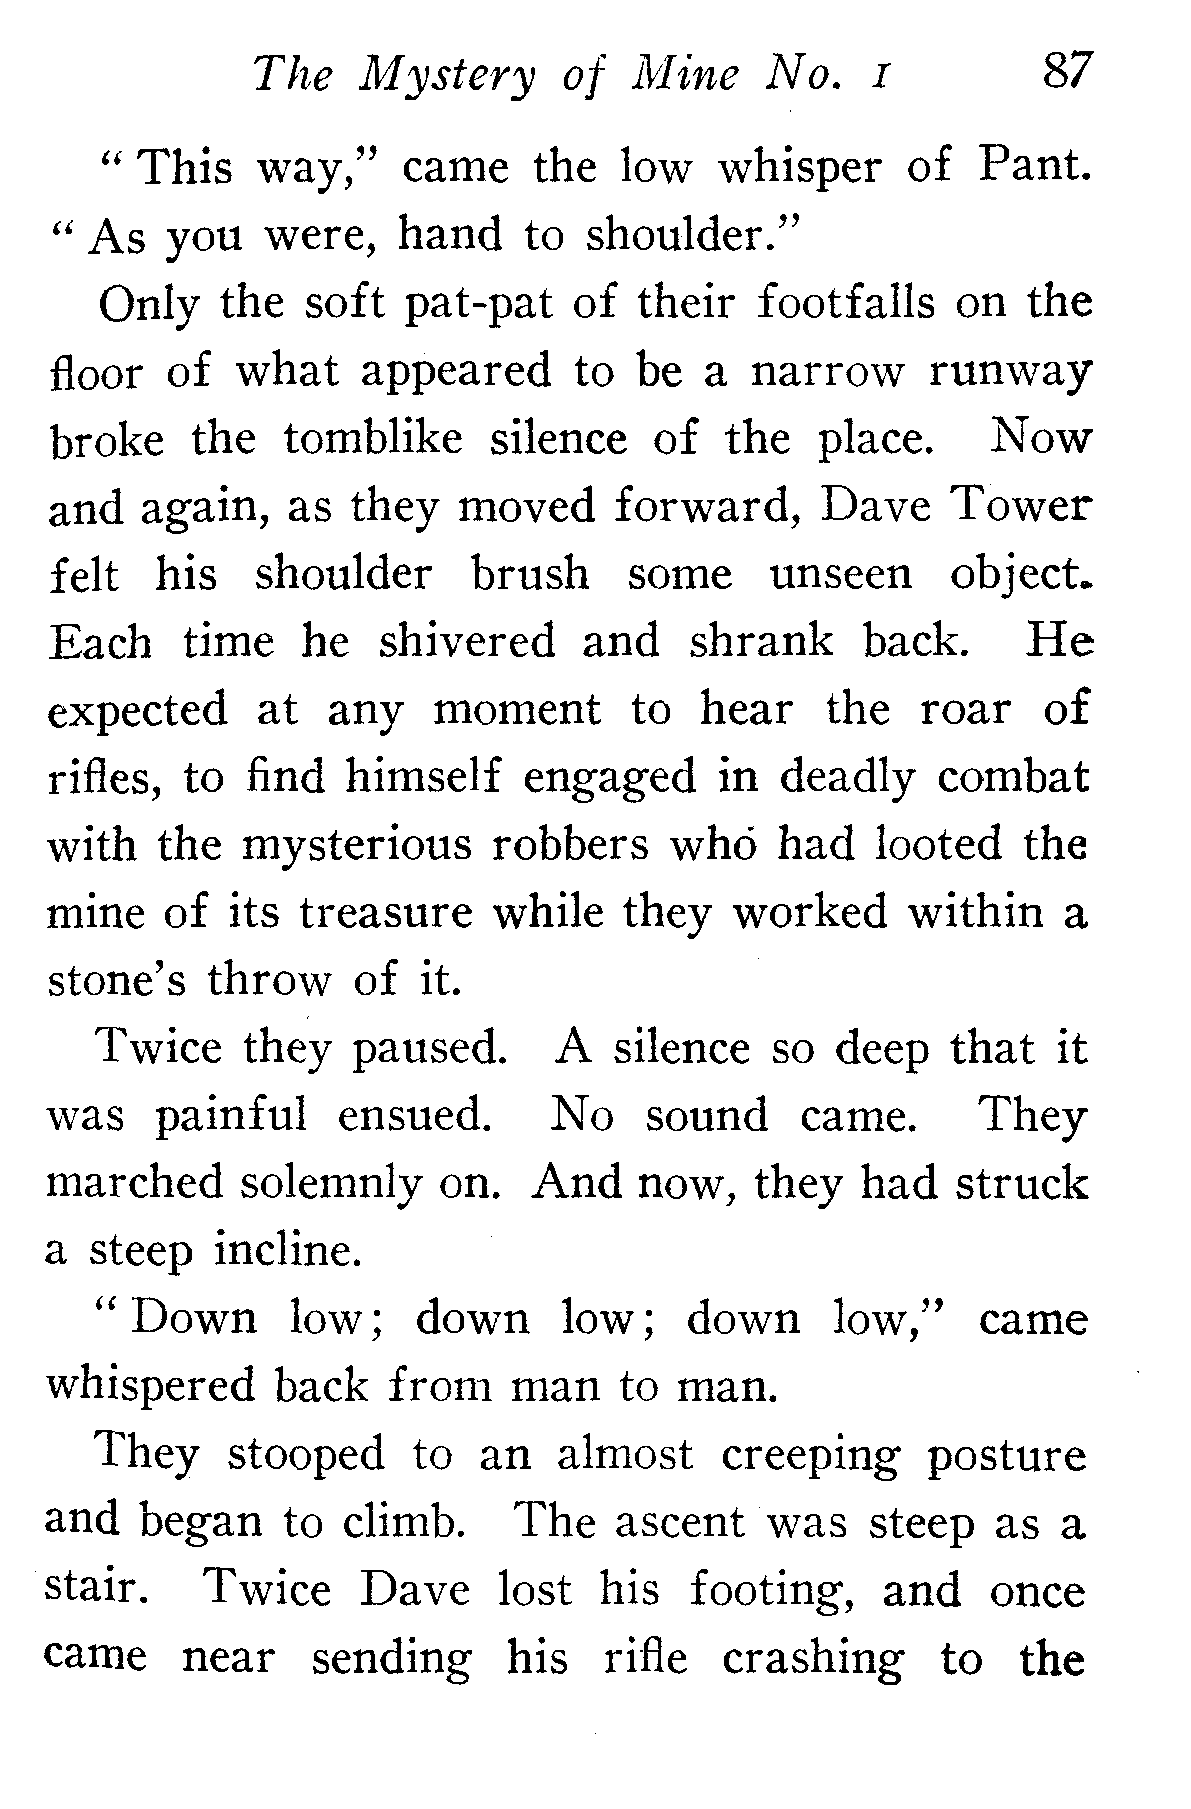 The Mystery of Mine No. 1 87
“ This way,” came the low whisper of Pant.
“ As you were, hand to shoulder.”
Only the soft pat-pat of their footfalls on the
floor of what appeared to be a narrow runway
broke the tomblike silence of the place. Now
and again, as they moved forward, Dave Tower
felt his shoulder brush some unseen object.
Each time he shivered and shrank back. He
expected at any moment to hear the roar of
rifles, to find himself engaged in deadly combat
with the mysterious robbers who had looted the
mine of its treasure while they worked within a
stone’s throw of it.
Twice they paused. A silence so deep that it
was painful ensued. No sound came. They
marched solemnly on. And now, they had struck
a steep incline.
“ Down low; down low; down low,” came
whispered back from man to man.
They stooped to an almost creeping posture
and began to climb. The ascent was steep as a
stair. Twice Dave lost his footing, and once
came near sending his rifle crashing to the